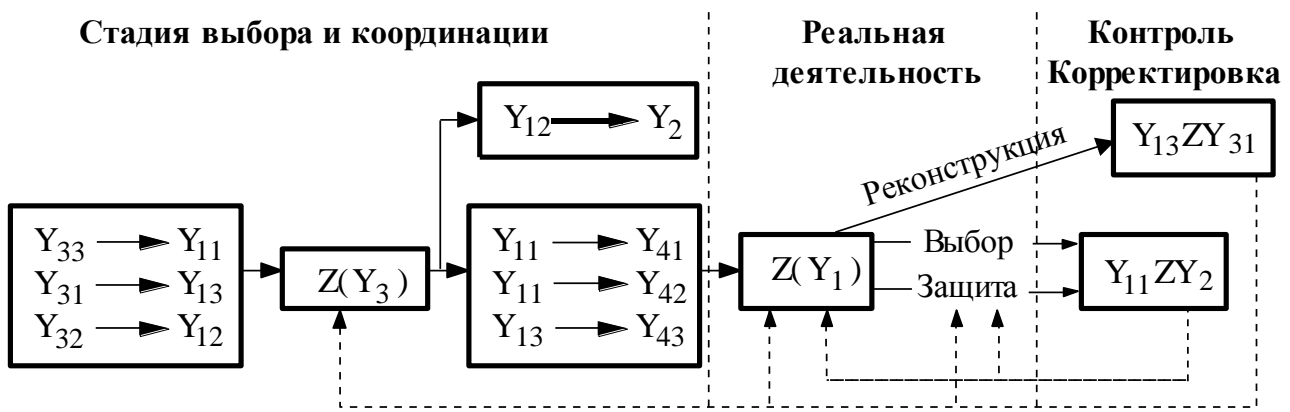 Стадия выбора и координации
Реальная
деятельность
Контроль
Корректировка
Y12 Y2
Y13ZY31
Реконструкция
Y33 Y11
Y31 Y13
Y32 Y12
Z(Y3)
Y11 Y41
Y11 Y42
Y13 Y43
Z(Y1)
Выбор
Защита
Y11ZY2